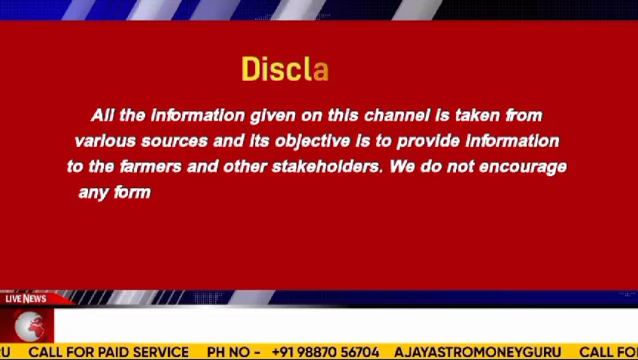 Discla
All the information given on this channel is taken from
various sources and its objective is to provide information
to the farmers and other stakeholders. We do not encourage
any form
LIVE NEWS
RU CALL FOR PAID SERVICE PH NO - +91 98870 56704 AJAYASTROMONEYGURU CALL FO